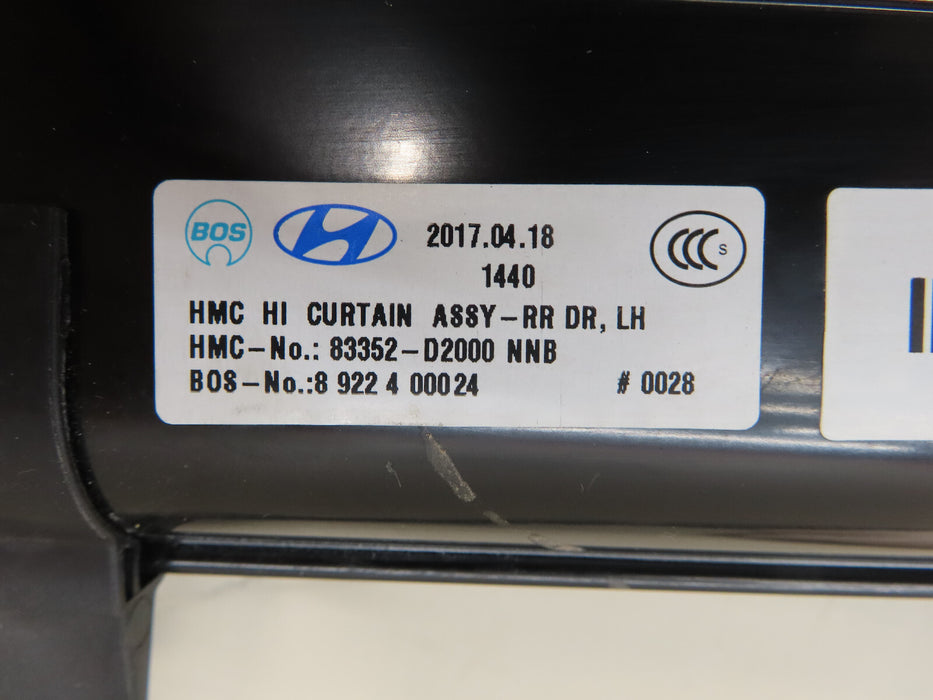 BOS 2017.04.18 CCC S
1440
HMC HI CURTAIN ASSY-RR DR, LH
HMC-No.: 83352-D2000 NNB
BOS-No.:8 922 4 00024 # 0028